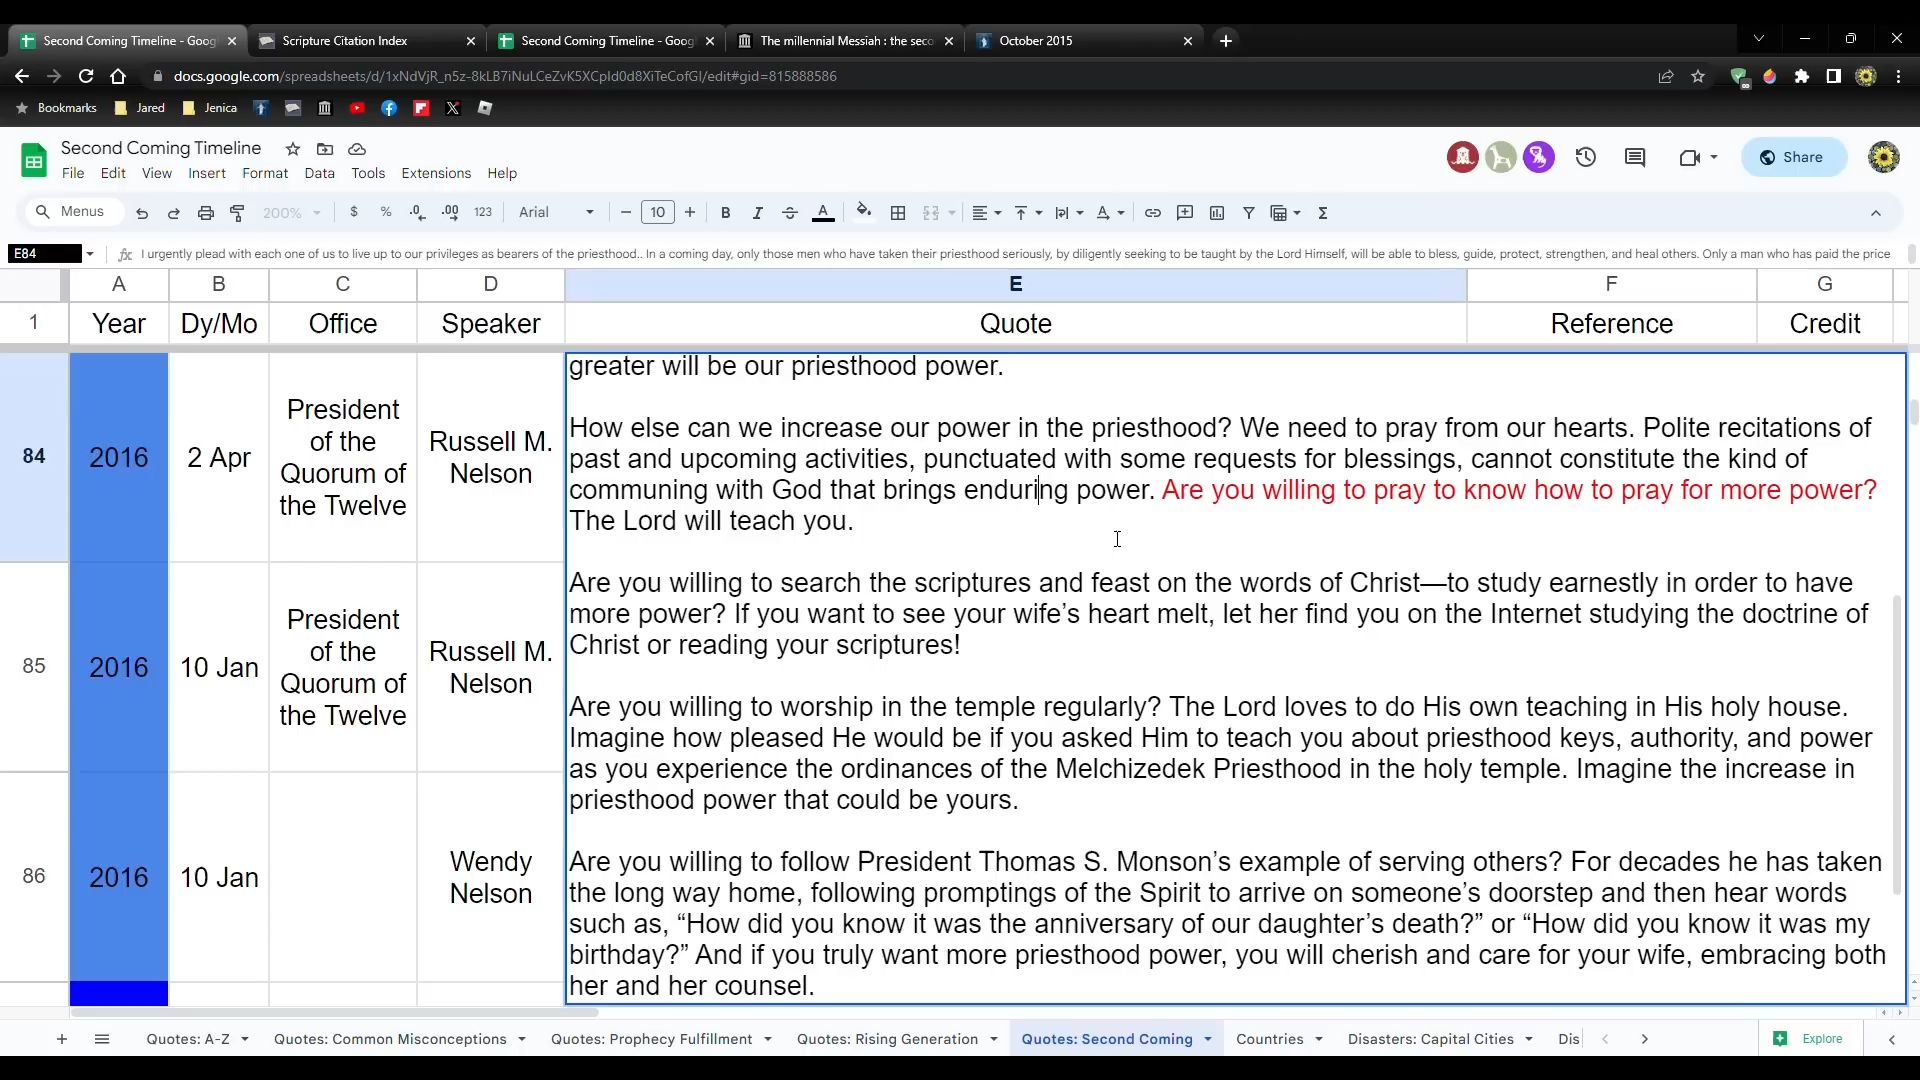 Second Coming Timeline - Goog
Scripture Citation Index
Second Coming Timeline - Goog
The millennial Messiah : the seco
October 2015
docs.google.com/spreadsheets/d/1xNdVjR_n5z-8kLB7iNuLCeZvK5XCpId0d8XiTeCofGI/edit#gid=815888586
Bookmarks
Jared
Jenica
Second Coming Timeline
File Edit View Insert Format Data Tools Extensions Help
Share
Menus
200%
$ % .0 .00 123
Arial
10
B I
E84
I urgently plead with each one of us to live up to our privileges as bearers of the priesthood.. In a coming day, only those men who have taken their priesthood seriously, by diligently seeking to be taught by the Lord Himself, will be able to bless, guide, protect, strengthen, and heal others. Only a man who has paid the price
A B C D E F G
1 Year Dy/Mo Office Speaker Quote Reference Credit
84
2016
2 Apr
President
of the
Quorum of
the Twelve
Russell M.
Nelson
greater will be our priesthood power.
How else can we increase our power in the priesthood? We need to pray from our hearts. Polite recitations of
past and upcoming activities, punctuated with some requests for blessings, cannot constitute the kind of
communing with God that brings enduring power. Are you willing to pray to know how to pray for more power?
The Lord will teach you.
Are you willing to search the scriptures and feast on the words of Christ—to study earnestly in order to have
more power? If you want to see your wife’s heart melt, let her find you on the Internet studying the doctrine of
Christ or reading your scriptures!
Are you willing to worship in the temple regularly? The Lord loves to do His own teaching in His holy house.
Imagine how pleased He would be if you asked Him to teach you about priesthood keys, authority, and power
as you experience the ordinances of the Melchizedek Priesthood in the holy temple. Imagine the increase in
priesthood power that could be yours.
Are you willing to follow President Thomas S. Monson’s example of serving others? For decades he has taken
the long way home, following promptings of the Spirit to arrive on someone’s doorstep and then hear words
such as, “How did you know it was the anniversary of our daughter’s death?” or “How did you know it was my
birthday?” And if you truly want more priesthood power, you will cherish and care for your wife, embracing both
her and her counsel.
85
2016
10 Jan
President
of the
Quorum of
the Twelve
Russell M.
Nelson
86
2016
10 Jan
Wendy
Nelson
Quotes: A-Z
Quotes: Common Misconceptions
Quotes: Prophecy Fulfillment
Quotes: Rising Generation
Quotes: Second Coming
Countries
Disasters: Capital Cities
Dis
Explore